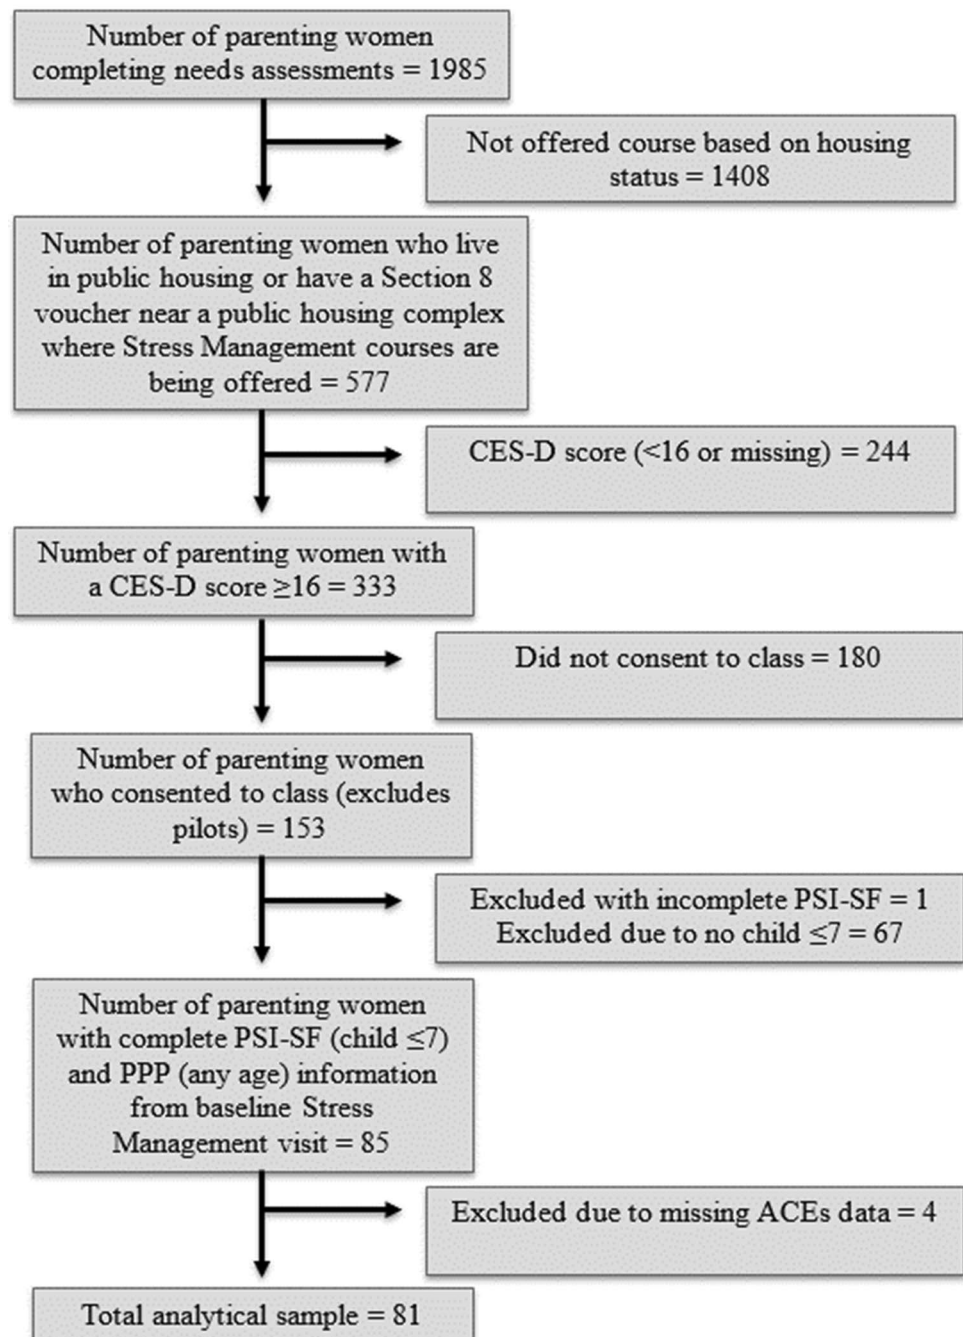 Number of parenting women
completing needs assessments = 1985
Not offered course based on housing
status = 1408
Number of parenting women who live
in public housing or have a Section 8
voucher near a public housing complex
where Stress Management courses are
being offered = 577
CES-D score (<16 or missing) = 244
Number of parenting women with
a CES-D score ≥16 = 333
Did not consent to class = 180
Number of parenting women
who consented to class (excludes
pilots) = 153
Excluded with incomplete PSI-SF = 1
Excluded due to no child ≤7 = 67
Number of parenting women
with complete PSI-SF (child ≤7)
and PPP (any age) information
from baseline Stress
Management visit = 85
Excluded due to missing ACEs data = 4
Total analytical sample = 81